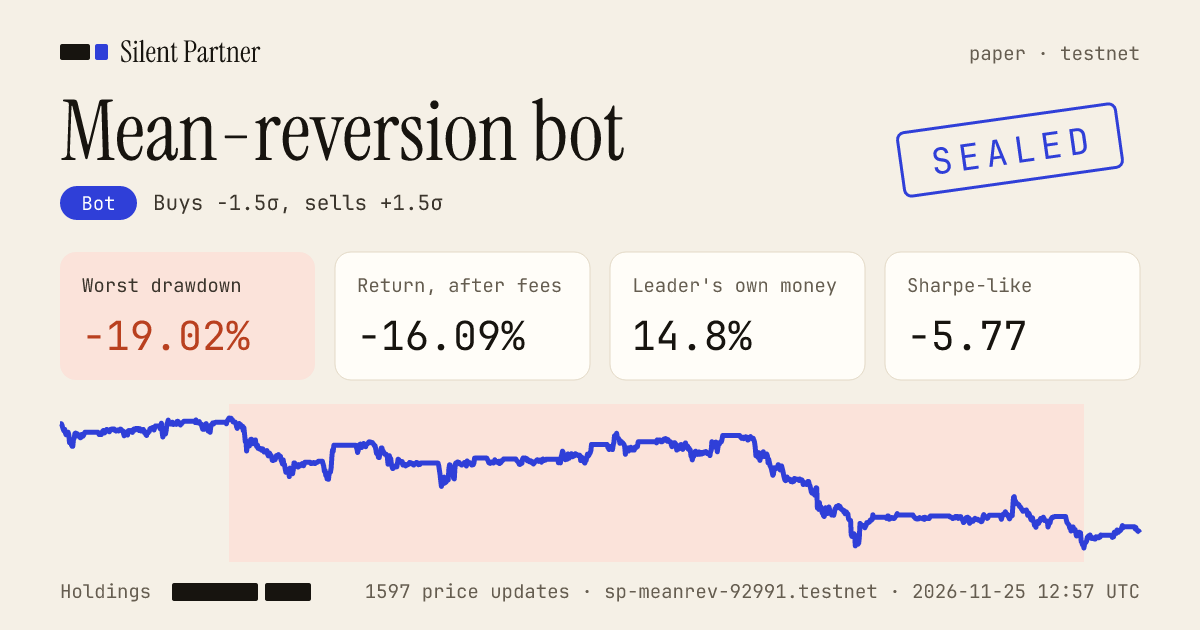 Silent Partner
paper · testnet
Mean-reversion bot
SEALED
Bot
Buys -1.5σ, sells +1.5σ
Worst drawdown
-19.02%
Return, after fees
-16.09%
Leader's own money
14.8%
Sharpe-like
-5.77
Holdings
1597 price updates · sp-meanrev-92991.testnet · 2026-11-25 12:57 UTC